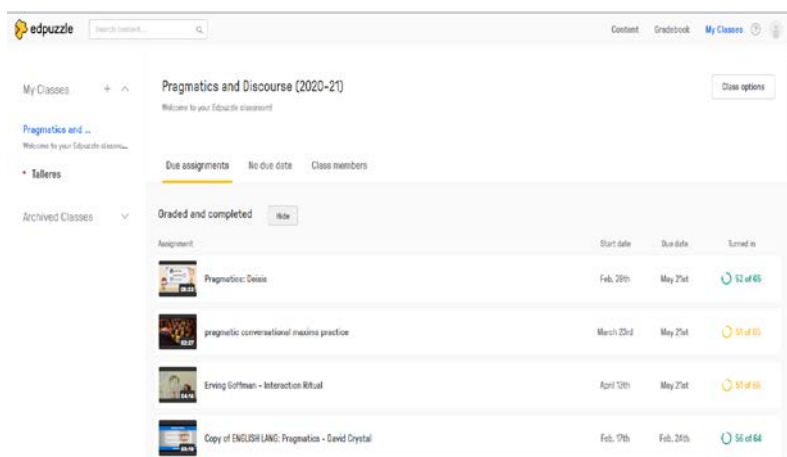 edpuzzle
Search content...
Content Gradebook My Classes
My Classes
Pragmatics and ...
Welcome to your Edpuzzle classroo...
Talleres
Archived Classes
Pragmatics and Discourse (2020-21)
Welcome to your Edpuzzle classroom!
Class options
Due assignments No due date Class members
Graded and completed Hide
Assignment Start date Due date Turned in
Pragmatics: Deixis Feb. 28th May 21st 52 of 65
pragmatic conversational maxims practice March 23rd May 21st
Erving Goffman - Interaction Ritual April 12th May 21st
Copy of ENGLISH LANG: Pragmatics - David Crystal Feb. 17th Feb. 24th 56 of 64